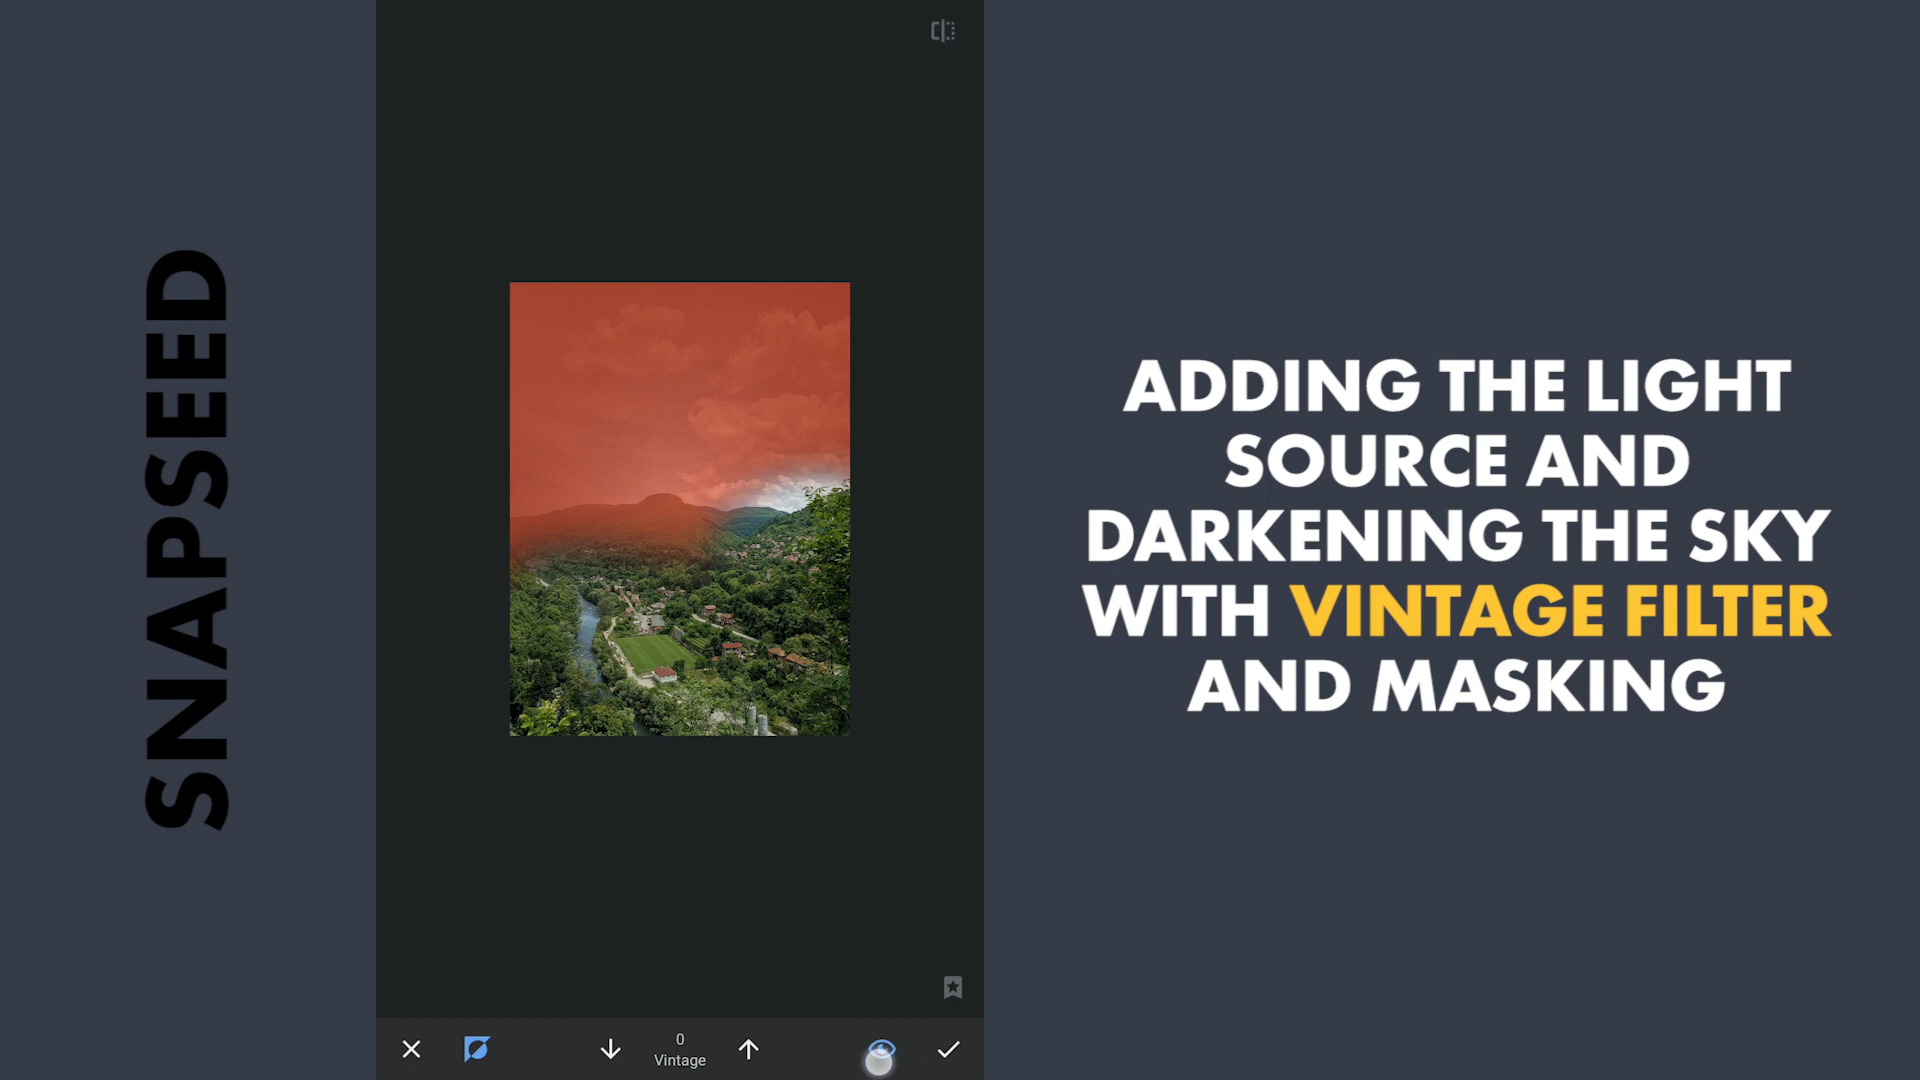 SNAPSEED
ADDING THE LIGHT
SOURCE AND
DARKENING THE SKY
WITH VINTAGE FILTER
AND MASKING
0
Vintage